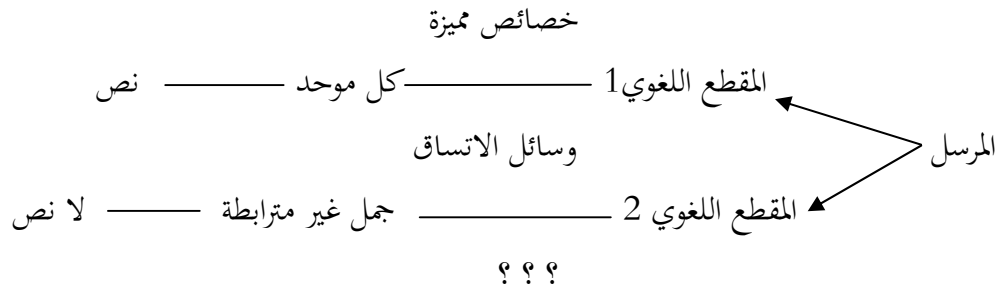 خصائص مميزة
المقطع اللغوي1 كل موحد نص
المرسل وسائل الاتساق
المقطع اللغوي 2 جمل غير مترابطة لا نص
؟ ؟ ؟